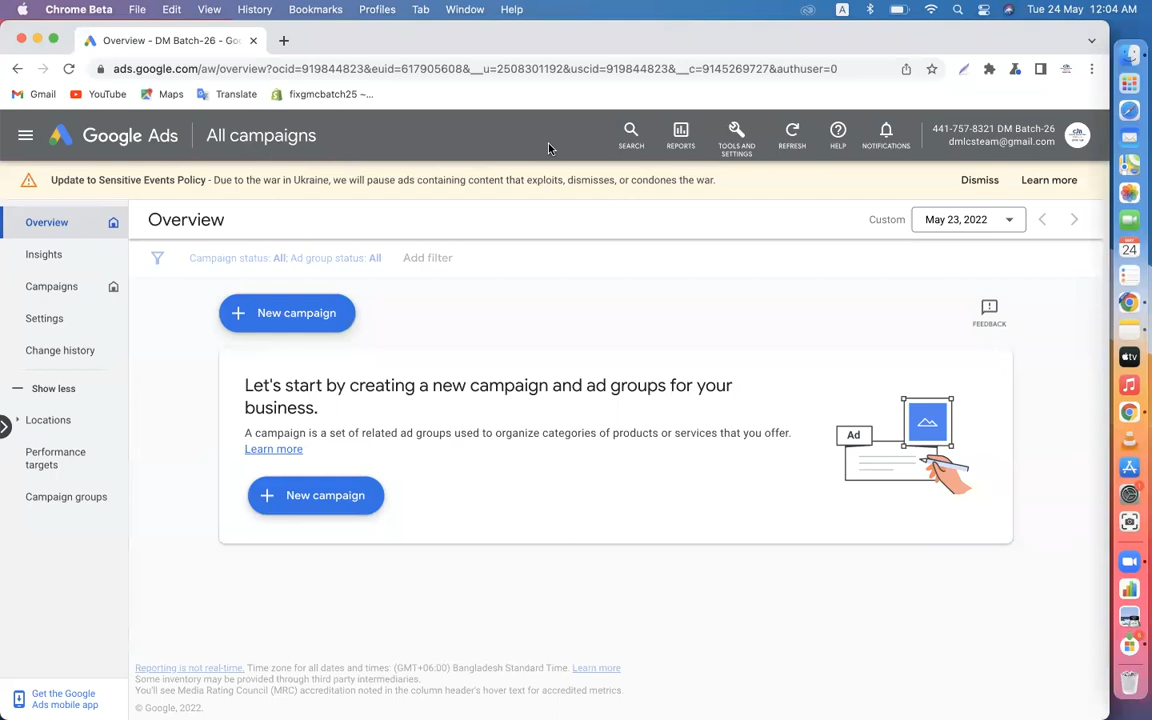 Chrome Beta File Edit View History Bookmarks Profiles Tab Window Help A Tue 24 May 12:04 AM
Overview - DM Batch-26 - Goo
ads.google.com/aw/overview?ocid=919844823&euid=617905608&__u=2508301192&uscid=919844823&__c=9145269727&authuser=0
Gmail YouTube Maps Translate fixgmcbatch25 ~...
Google Ads All campaigns
SEARCH REPORTS TOOLS AND SETTINGS REFRESH HELP NOTIFICATIONS
441-757-8321 DM Batch-26
dmlcsteam@gmail.com
Update to Sensitive Events Policy - Due to the war in Ukraine, we will pause ads containing content that exploits, dismisses, or condones the war. Dismiss Learn more
Overview
Insights
Campaigns
Settings
Change history
Show less
Locations
Performance
targets
Campaign groups
Get the Google
Ads mobile app
Overview Custom May 23, 2022
Campaign status: All; Ad group status: All Add filter
New campaign
FEEDBACK
Let's start by creating a new campaign and ad groups for your
business.
A campaign is a set of related ad groups used to organize categories of products or services that you offer.
Learn more
New campaign
Ad
Reporting is not real-time. Time zone for all dates and times: (GMT+06:00) Bangladesh Standard Time. Learn more
Some inventory may be provided through third party intermediaries.
You'll see Media Rating Council (MRC) accreditation noted in the column header's hover text for accredited metrics.
© Google, 2022.
24
tv